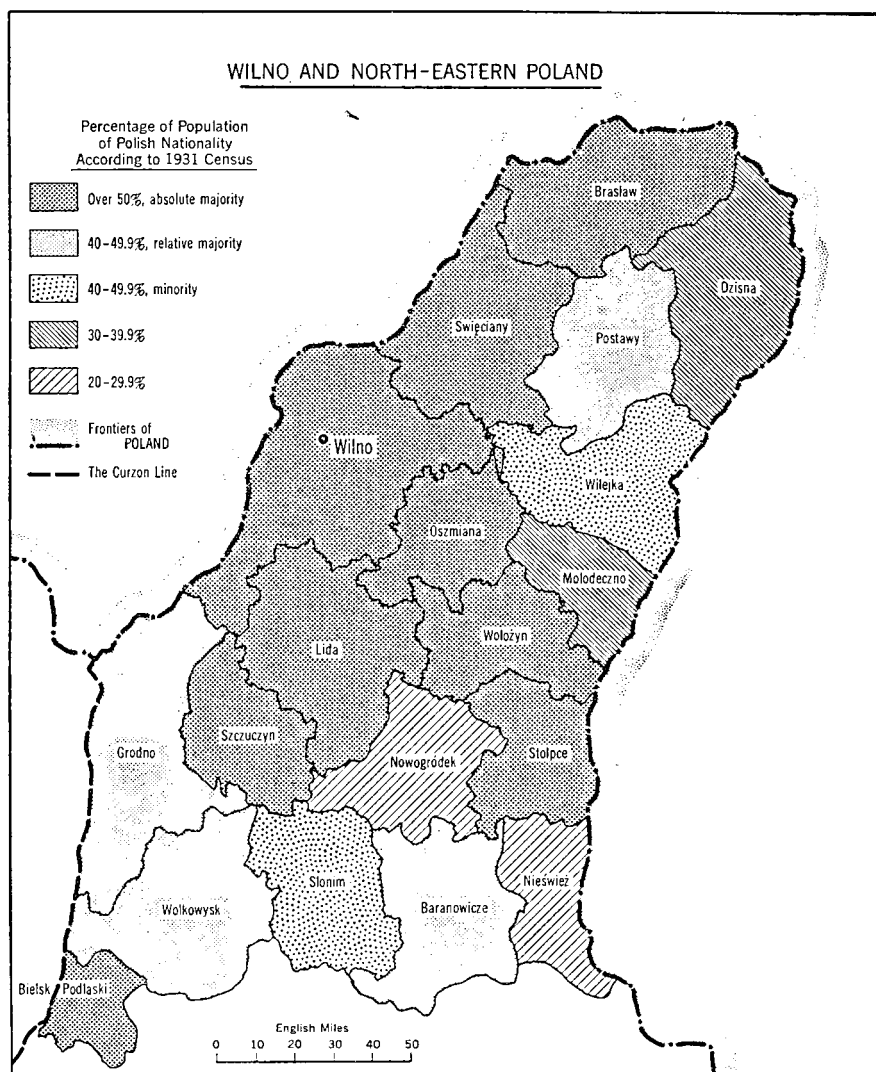 WILNO AND NORTH-EASTERN POLAND
Percentage of Population
of Polish Nationality
According to 1931 Census
Over 50%, absolute majority
40-49.9%, relative majority
40-49.9%, minority
30-39.9%
20-29.9%
Frontiers of
POLAND
The Curzon Line
Brasław
Dzisna
Swięciany
Postawy
Wilno
Wilejka
Oszmiana
Molodeczno
Wołożyn
Lida
Szczuczyn
Grodno
Nowogródek
Stołpce
Wolkowysk
Słonim
Baranowicze
Nieśwież
Bielsk Podlaski
English Miles
0 10 20 30 40 50